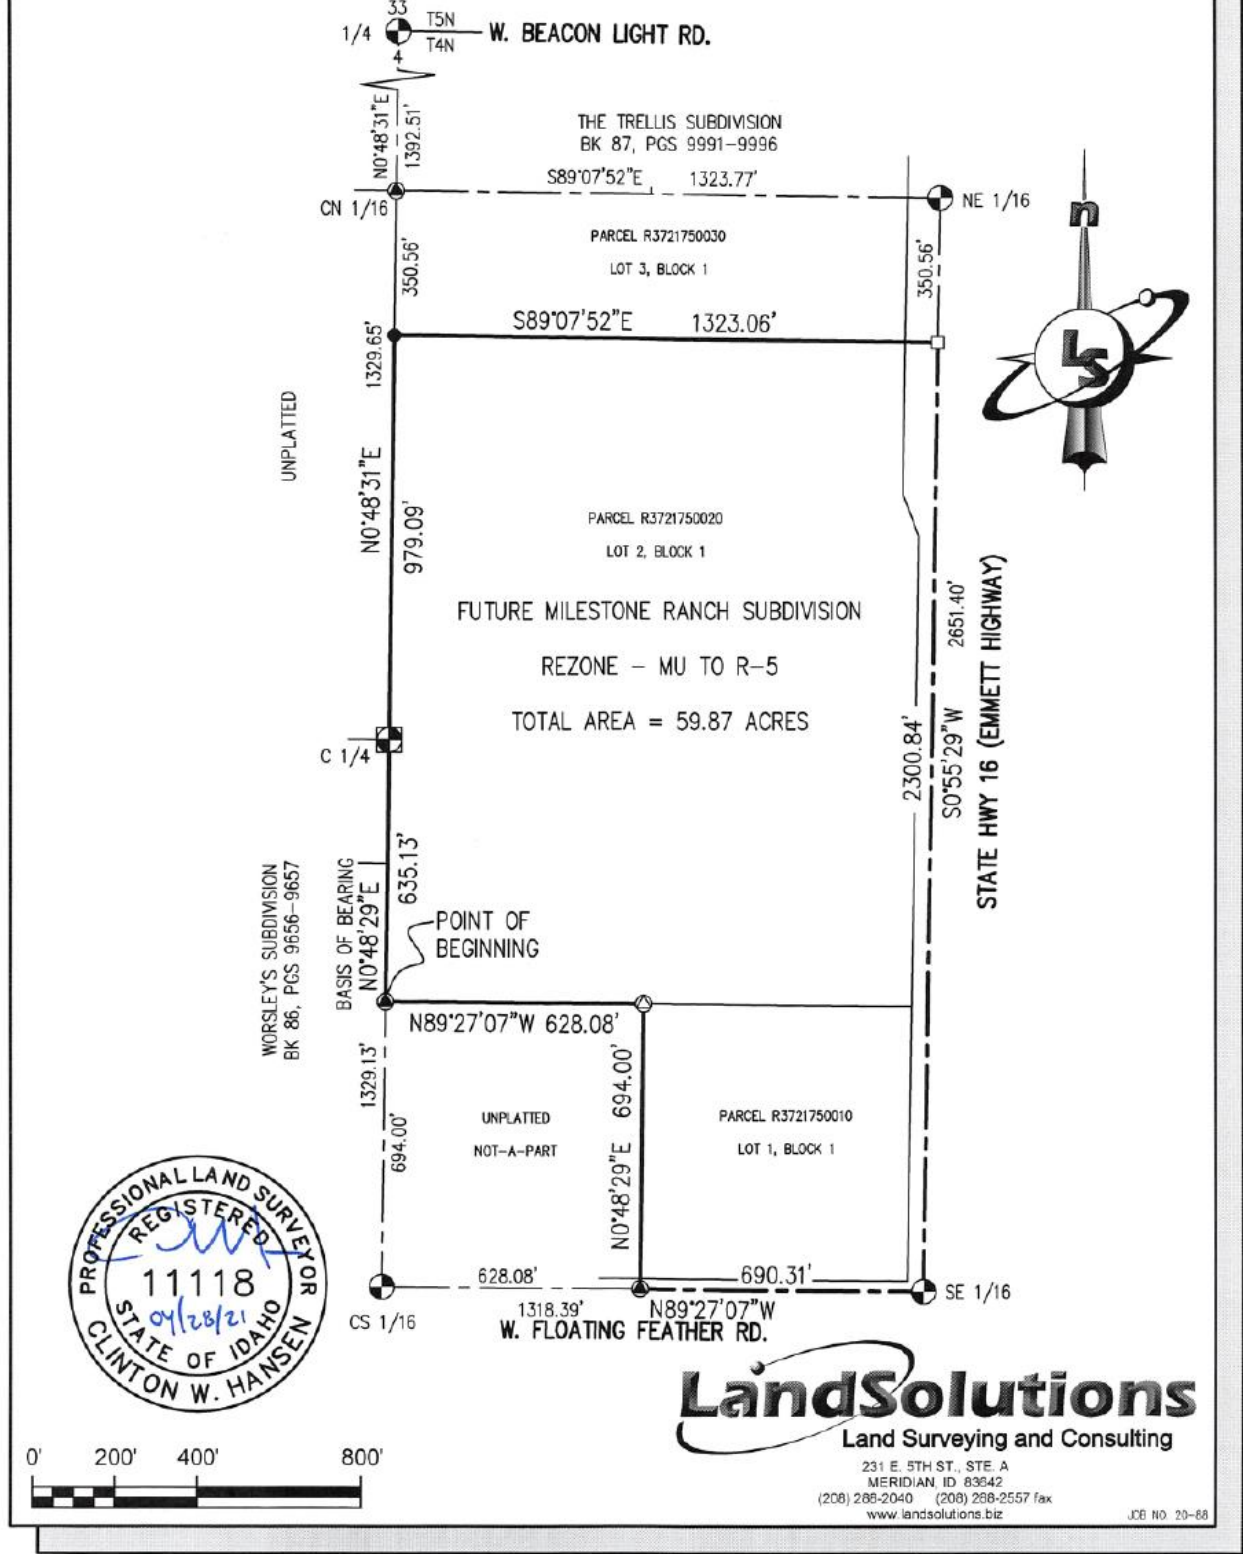 33
1/4
T5N
T4N
4
W. BEACON LIGHT RD.
N0°48'31"E
1392.51'
THE TRELLIS SUBDIVISION
BK 87, PGS 9991-9996
S89°07'52"E 1323.77'
CN 1/16
NE 1/16
n
PARCEL R3721750030
LOT 3, BLOCK 1
350.56'
350.56'
S89°07'52"E 1323.06'
1329.65'
LS
UNPLATTED
N0°48'31"E
979.09'
PARCEL R3721750020
LOT 2, BLOCK 1
FUTURE MILESTONE RANCH SUBDIVISION
REZONE - MU TO R-5
TOTAL AREA = 59.87 ACRES
2651.40'
S0°55'29"W
2300.84'
STATE HWY 16 (EMMETT HIGHWAY)
C 1/4
635.13'
WORSLEY'S SUBDIVISION
BK 86, PGS 9656-9657
BASIS OF BEARING
N0°48'29"E
POINT OF
BEGINNING
N89°27'07"W 628.08'
1329.13'
694.00'
UNPLATTED
NOT-A-PART
N0°48'29"E 694.00'
PARCEL R3721750010
LOT 1, BLOCK 1
628.08'
690.31'
SE 1/16
CS 1/16
1318.39'
N89°27'07"W
W. FLOATING FEATHER RD.
PROFESSIONAL LAND SURVEYOR
REGISTERED
11118
04/28/21
STATE OF IDAHO
CLINTON W. HANSEN
LandSolutions
Land Surveying and Consulting
231 E. 5TH ST., STE. A
MERIDIAN, ID 83642
(208) 288-2040 (208) 288-2557 fax
www.landsolutions.biz
0' 200' 400' 800'
JOB NO. 20-68